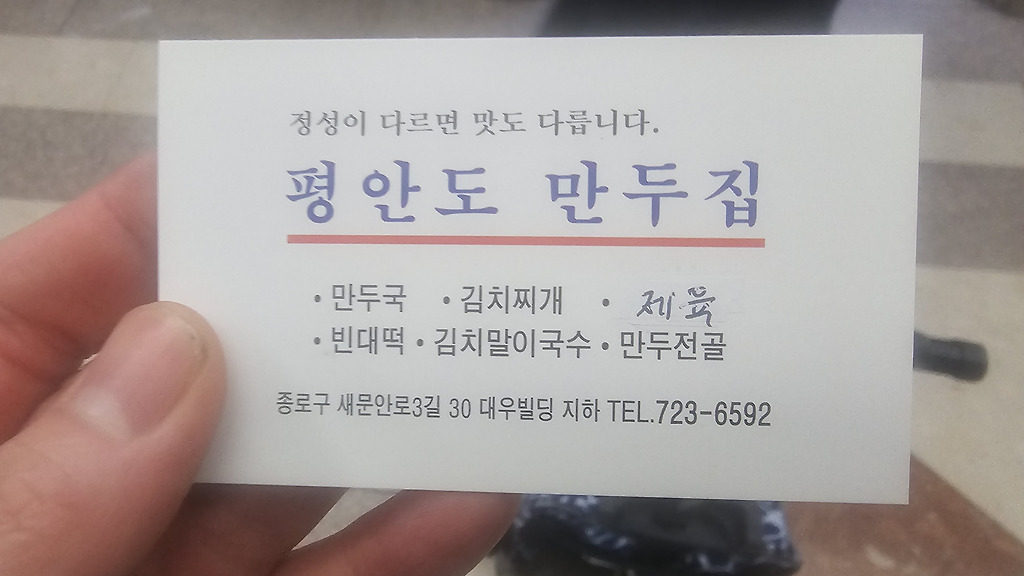 정성이 다르면 맛도 다릅니다.
평안도 만두집
• 만두국 • 김치찌개 • 제육
• 빈대떡 • 김치말이국수 • 만두전골
종로구 새문안로3길 30 대우빌딩 지하 TEL.723-6592